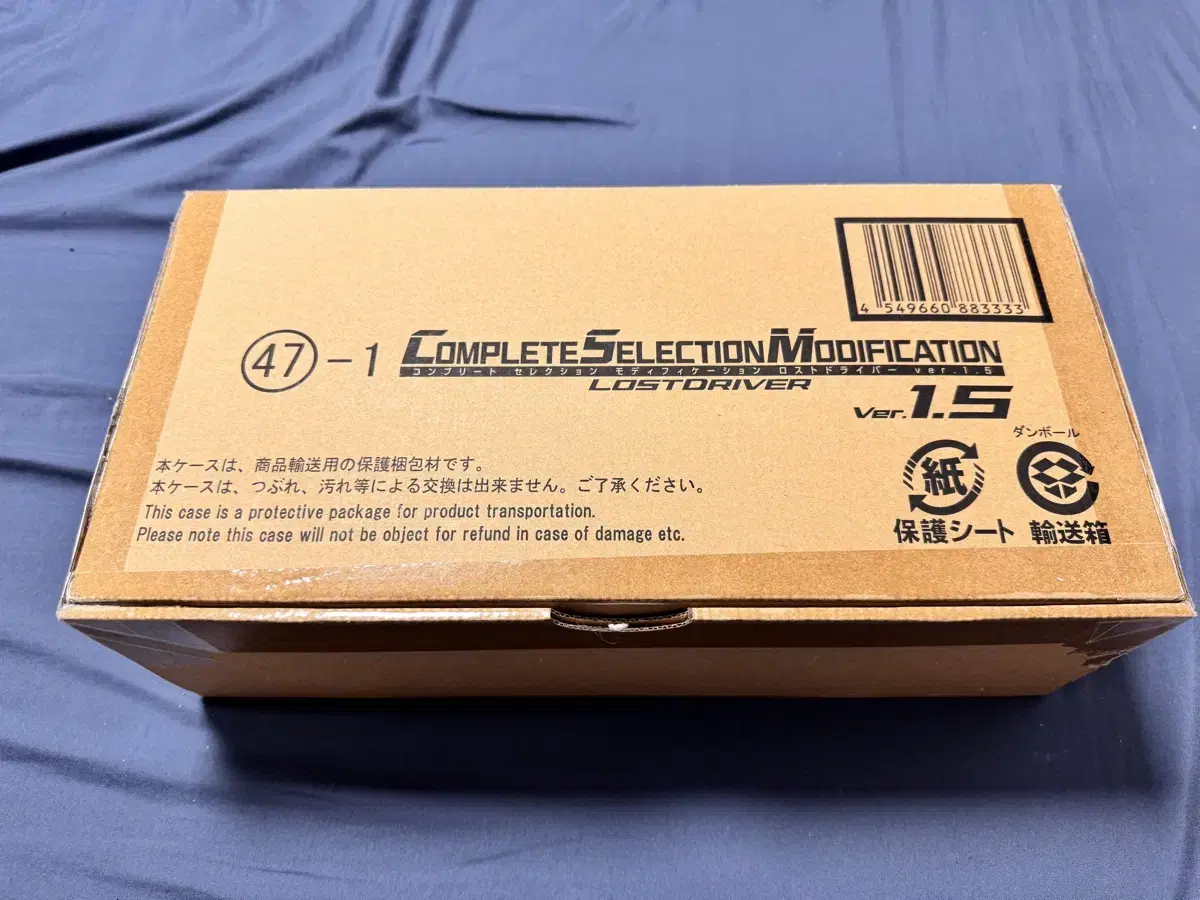 4 549660 883333
㊼-1 COMPLETE SELECTION MODIFICATION
コンプリート セレクション モディフィケーション ロストドライバー ver.1.5
LOSTDRIVER
Ver.1.5
本ケースは、商品輸送用の保護梱包材です。
本ケースは、つぶれ、汚れ等による交換は出来ません。ご了承ください。
This case is a protective package for product transportation.
Please note this case will not be object for refund in case of damage etc.
紙
保護シート
ダンボール
輸送箱